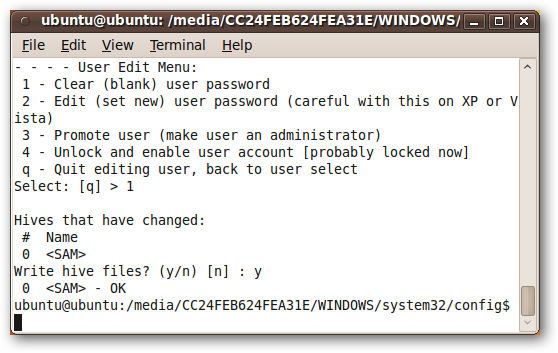 ubuntu@ubuntu: /media/CC24FEB624FEA31E/WINDOWS/
File Edit View Terminal Help
- - - - User Edit Menu:
 1 - Clear (blank) user password
 2 - Edit (set new) user password (careful with this on XP or V
ista)
 3 - Promote user (make user an administrator)
 4 - Unlock and enable user account [probably locked now]
 q - Quit editing user, back to user select
Select: [q] > 1
Hives that have changed:
 #  Name
 0  <SAM>
Write hive files? (y/n) [n] : y
 0  <SAM> - OK
ubuntu@ubuntu:/media/CC24FEB624FEA31E/WINDOWS/system32/config$